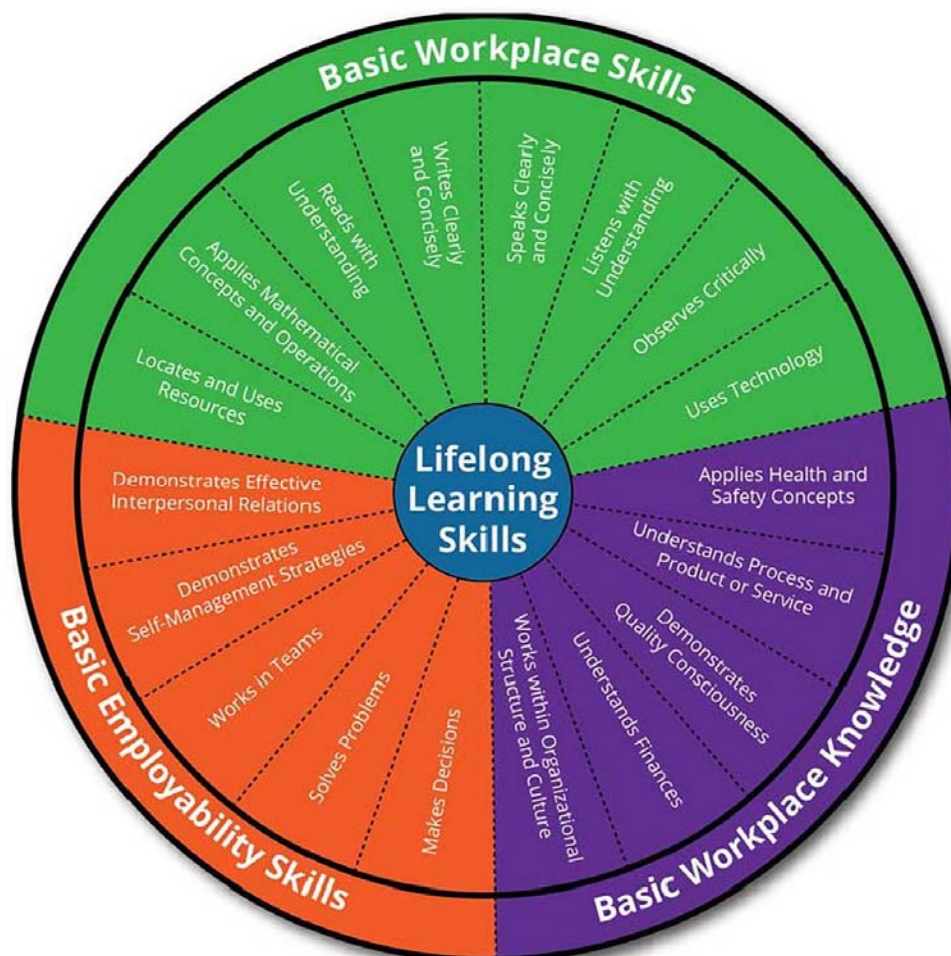 Basic Workplace Skills
Locates and Uses
Resources
Applies Mathematical
Concepts and Operations
Reads with
Understanding
Writes Clearly
and Concisely
Speaks Clearly
and Concisely
Listens with
Understanding
Observes Critically
Uses Technology
Lifelong
Learning
Skills
Applies Health and
Safety Concepts
Understands Process and
Product or Service
Demonstrates
Quality Consciousness
Understands Finances
Works within Organizational
Structure and Culture
Basic Workplace Knowledge
Demonstrates Effective
Interpersonal Relations
Demonstrates
Self-Management Strategies
Works in Teams
Solves Problems
Makes Decisions
Basic Employability Skills